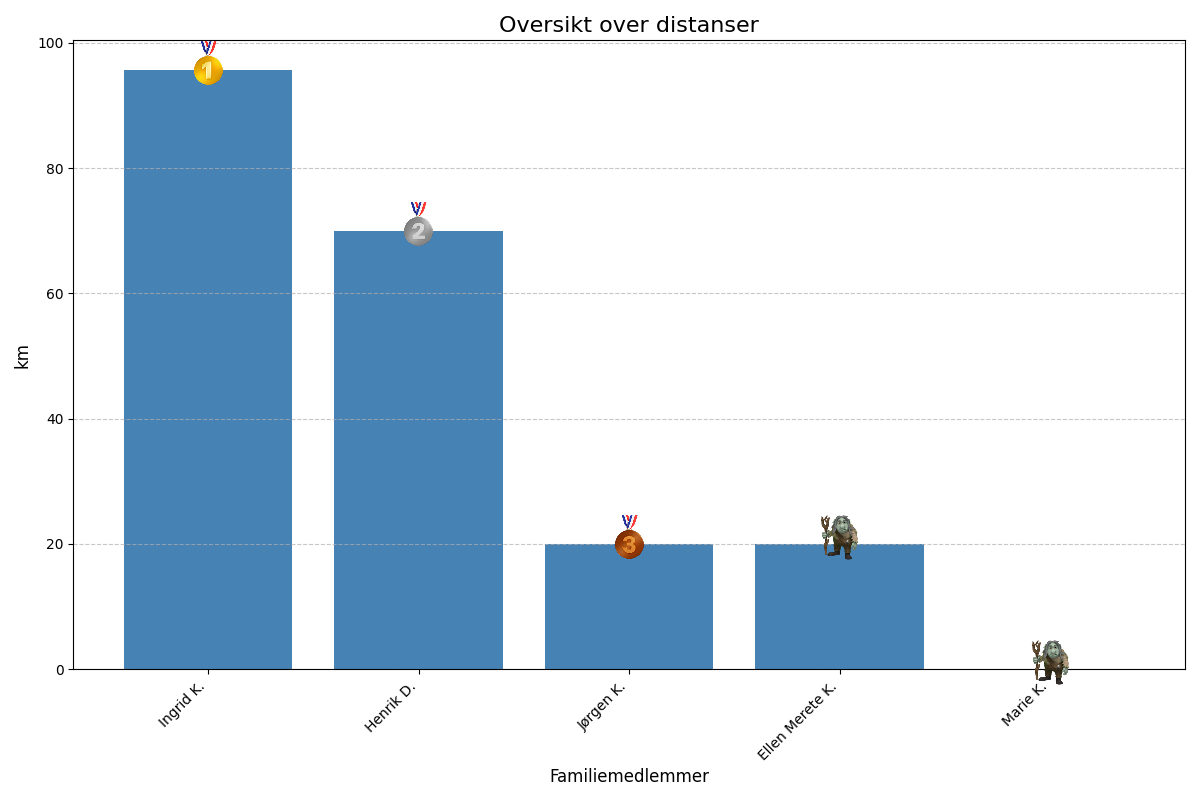 Oversikt over distanser
km
100
80
60
40
20
0
1
2
3
Ingrid K.
Henrik D.
Jørgen K.
Ellen Merete K.
Marie K.
Familiemedlemmer